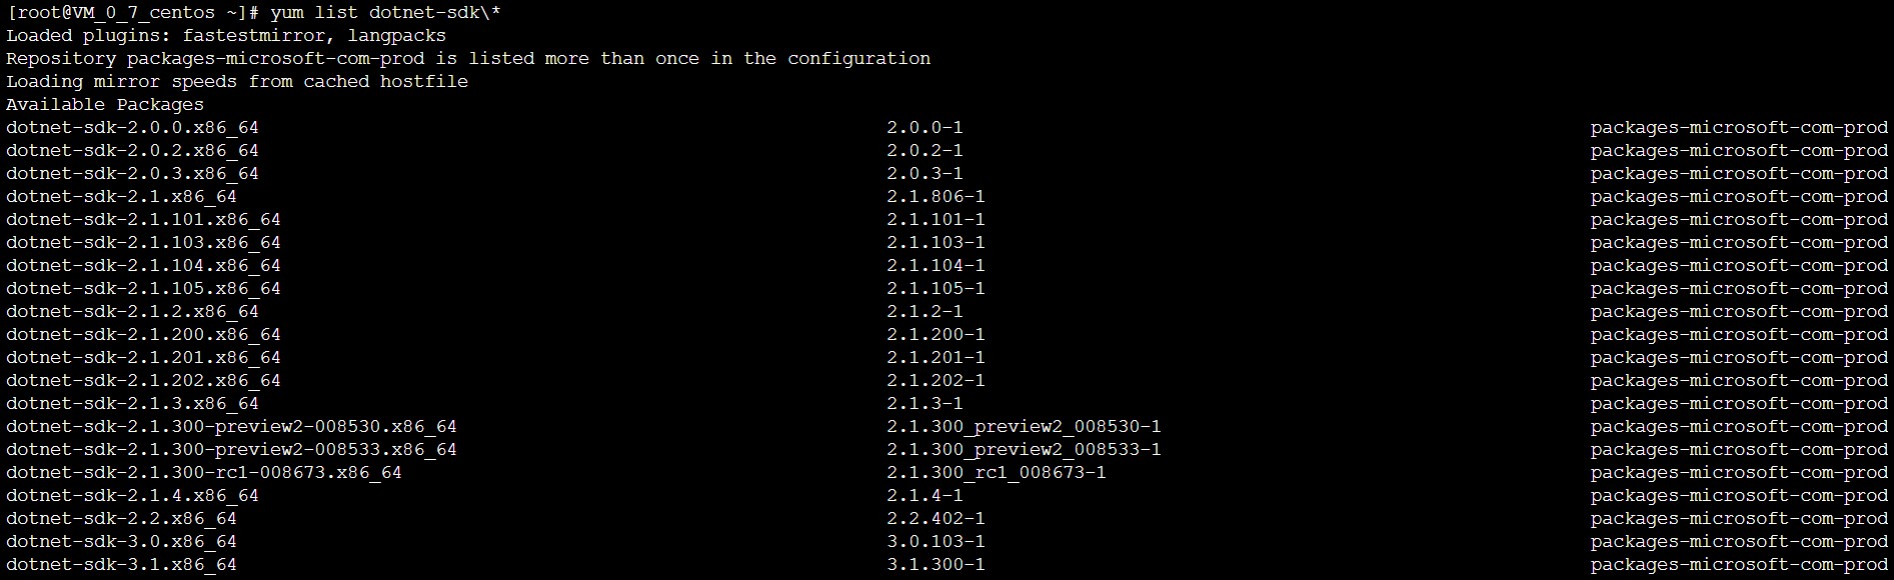 [root@VM_0_7_centos ~]# yum list dotnet-sdk\*
Loaded plugins: fastestmirror, langpacks
Repository packages-microsoft-com-prod is listed more than once in the configuration
Loading mirror speeds from cached hostfile
Available Packages
dotnet-sdk-2.0.0.x86_64 2.0.0-1 packages-microsoft-com-prod
dotnet-sdk-2.0.2.x86_64 2.0.2-1 packages-microsoft-com-prod
dotnet-sdk-2.0.3.x86_64 2.0.3-1 packages-microsoft-com-prod
dotnet-sdk-2.1.x86_64 2.1.806-1 packages-microsoft-com-prod
dotnet-sdk-2.1.101.x86_64 2.1.101-1 packages-microsoft-com-prod
dotnet-sdk-2.1.103.x86_64 2.1.103-1 packages-microsoft-com-prod
dotnet-sdk-2.1.104.x86_64 2.1.104-1 packages-microsoft-com-prod
dotnet-sdk-2.1.105.x86_64 2.1.105-1 packages-microsoft-com-prod
dotnet-sdk-2.1.2.x86_64 2.1.2-1 packages-microsoft-com-prod
dotnet-sdk-2.1.200.x86_64 2.1.200-1 packages-microsoft-com-prod
dotnet-sdk-2.1.201.x86_64 2.1.201-1 packages-microsoft-com-prod
dotnet-sdk-2.1.202.x86_64 2.1.202-1 packages-microsoft-com-prod
dotnet-sdk-2.1.3.x86_64 2.1.3-1 packages-microsoft-com-prod
dotnet-sdk-2.1.300-preview2-008530.x86_64 2.1.300_preview2_008530-1 packages-microsoft-com-prod
dotnet-sdk-2.1.300-preview2-008533.x86_64 2.1.300_preview2_008533-1 packages-microsoft-com-prod
dotnet-sdk-2.1.300-rc1-008673.x86_64 2.1.300_rc1_008673-1 packages-microsoft-com-prod
dotnet-sdk-2.1.4.x86_64 2.1.4-1 packages-microsoft-com-prod
dotnet-sdk-2.2.x86_64 2.2.402-1 packages-microsoft-com-prod
dotnet-sdk-3.0.x86_64 3.0.103-1 packages-microsoft-com-prod
dotnet-sdk-3.1.x86_64 3.1.300-1 packages-microsoft-com-prod